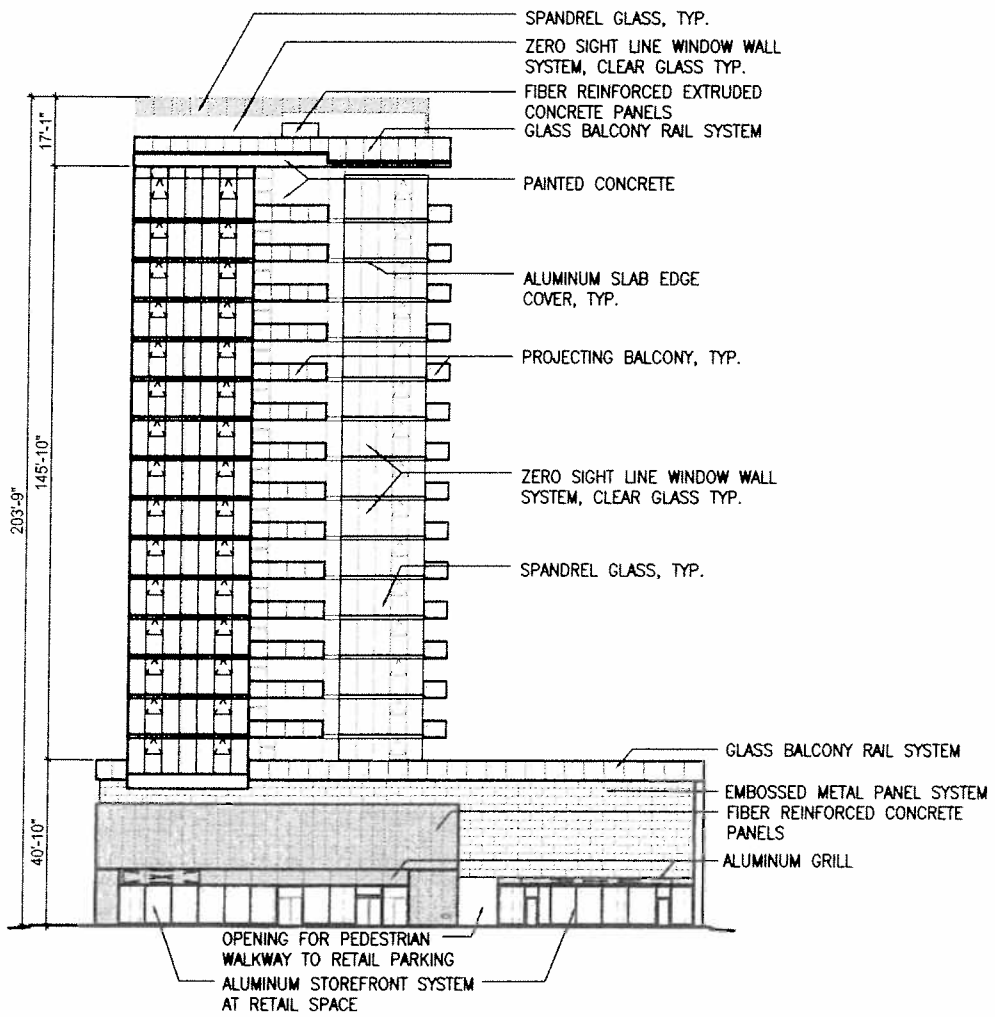 SPANDREL GLASS, TYP.
ZERO SIGHT LINE WINDOW WALL
SYSTEM, CLEAR GLASS TYP.
FIBER REINFORCED EXTRUDED
CONCRETE PANELS
GLASS BALCONY RAIL SYSTEM
17'-1"
PAINTED CONCRETE
ALUMINUM SLAB EDGE
COVER, TYP.
PROJECTING BALCONY, TYP.
145'-10"
203'-9"
ZERO SIGHT LINE WINDOW WALL
SYSTEM, CLEAR GLASS TYP.
SPANDREL GLASS, TYP.
GLASS BALCONY RAIL SYSTEM
EMBOSSED METAL PANEL SYSTEM
FIBER REINFORCED CONCRETE
PANELS
40'-10"
ALUMINUM GRILL
OPENING FOR PEDESTRIAN
WALKWAY TO RETAIL PARKING
ALUMINUM STOREFRONT SYSTEM
AT RETAIL SPACE